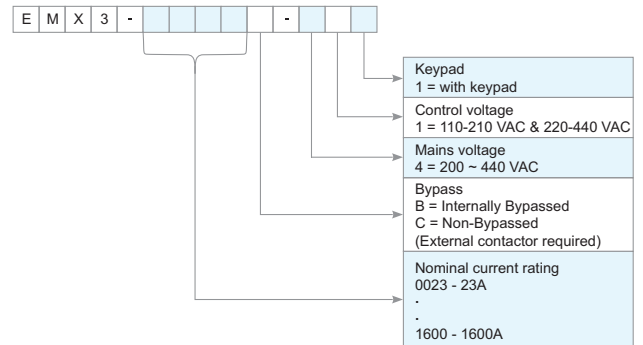 E M X 3 - -
Keypad
1 = with keypad
Control voltage
1 = 110-210 VAC & 220-440 VAC
Mains voltage
4 = 200 ~ 440 VAC
Bypass
B = Internally Bypassed
C = Non-Bypassed
(External contactor required)
Nominal current rating
0023 - 23A
.
.
1600 - 1600A